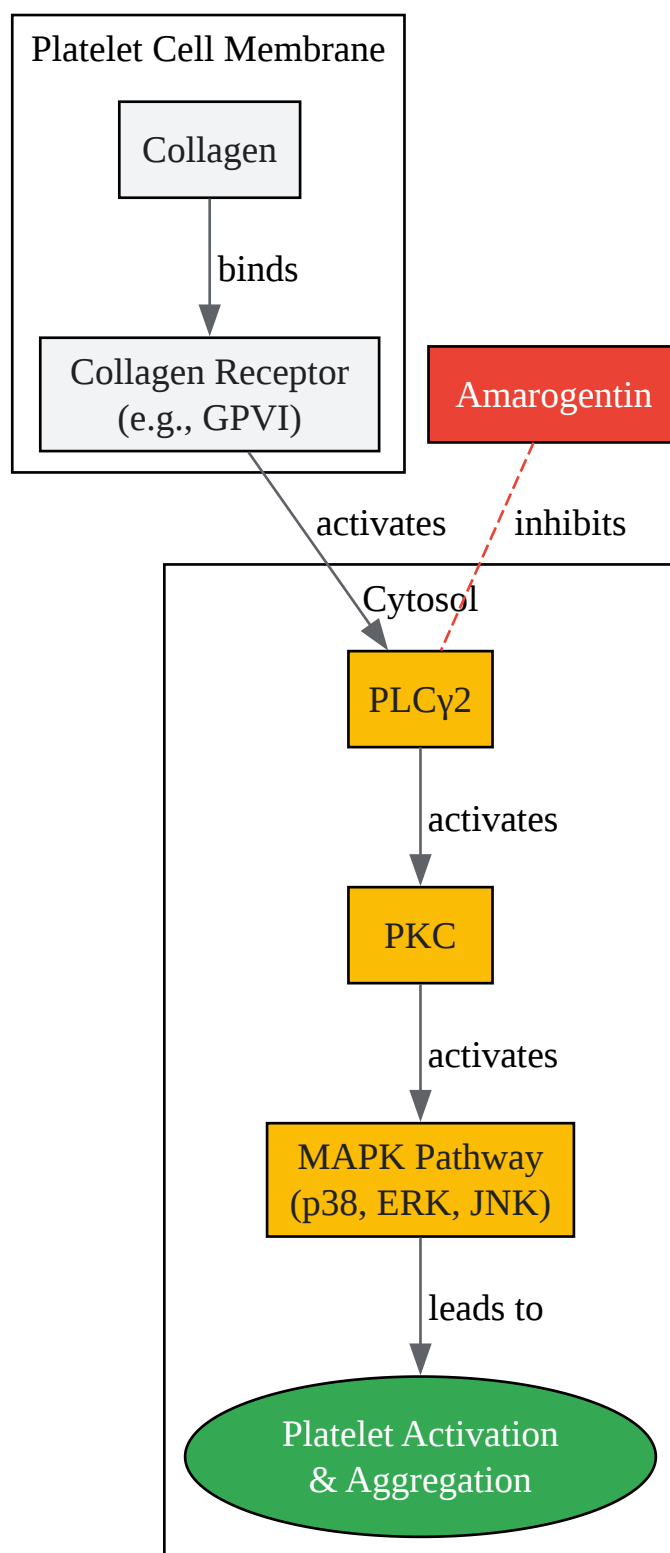 Platelet Cell Membrane
Collagen
binds
Collagen Receptor
(e.g., GPVI)
Amarogentin
activates
inhibits
Cytosol
PLCγ2
activates
PKC
activates
MAPK Pathway
(p38, ERK, JNK)
leads to
Platelet Activation
& Aggregation